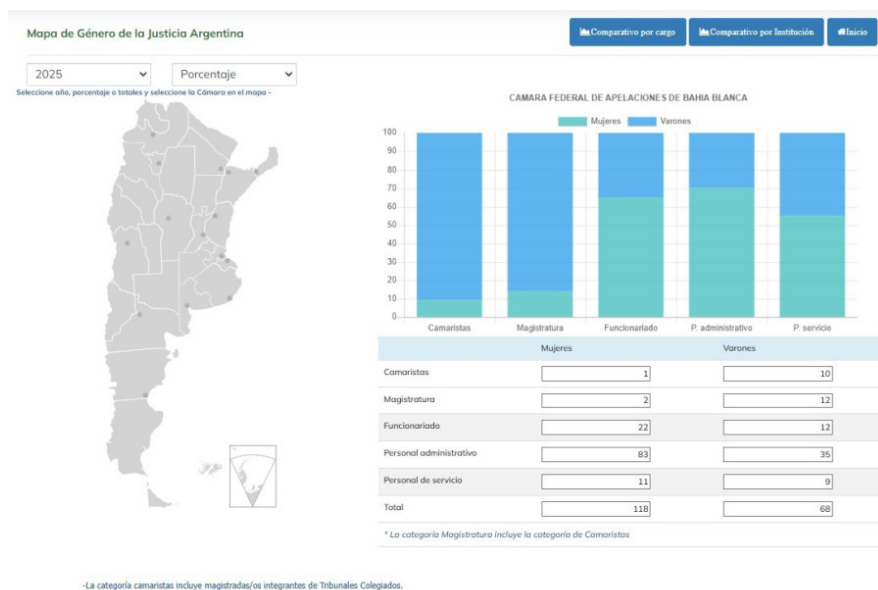 Mapa de Género de la Justicia Argentina
Comparativo por cargo Comparativo por Institución Inicio
2025 Porcentaje
Seleccione año, porcentaje o totales y seleccione la Cámara en el mapa -
CAMARA FEDERAL DE APELACIONES DE BAHIA BLANCA
Mujeres Varones
100
90
80
70
60
50
40
30
20
10
0
Camaristas Magistratura Funcionariado P. administrativo P. servicio
Mujeres Varones
Camaristas 1 10
Magistratura 2 12
Funcionariado 22 12
Personal administrativo 83 35
Personal de servicio 11 9
Total 118 68
* La categoría Magistratura incluye la categoría de Camaristas
-La categoría camaristas incluye magistradas/os integrantes de Tribunales Colegiados.